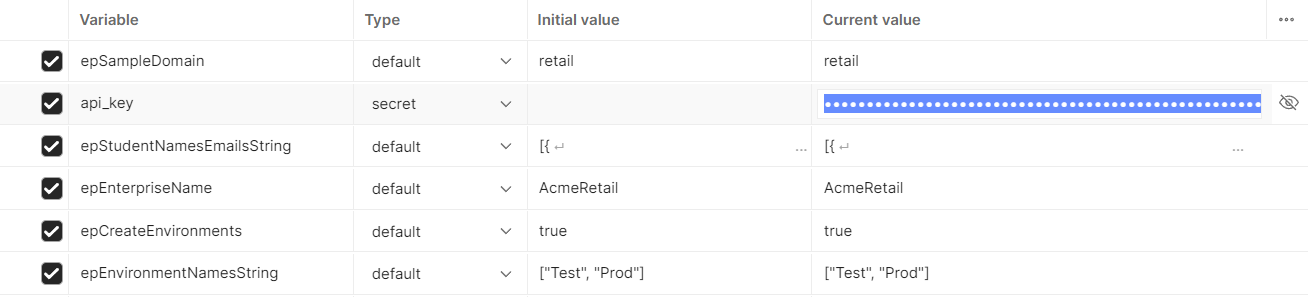 Variable Type Initial value Current value ...
epSampleDomain default retail retail
api_key secret ••••••••••••••••••••••••••••••••••••••••••••••••••••
epStudentNamesEmailsString default [{ ↵ ... [{ ↵ ...
epEnterpriseName default AcmeRetail AcmeRetail
epCreateEnvironments default true true
epEnvironmentNamesString default ["Test", "Prod"] ["Test", "Prod"]